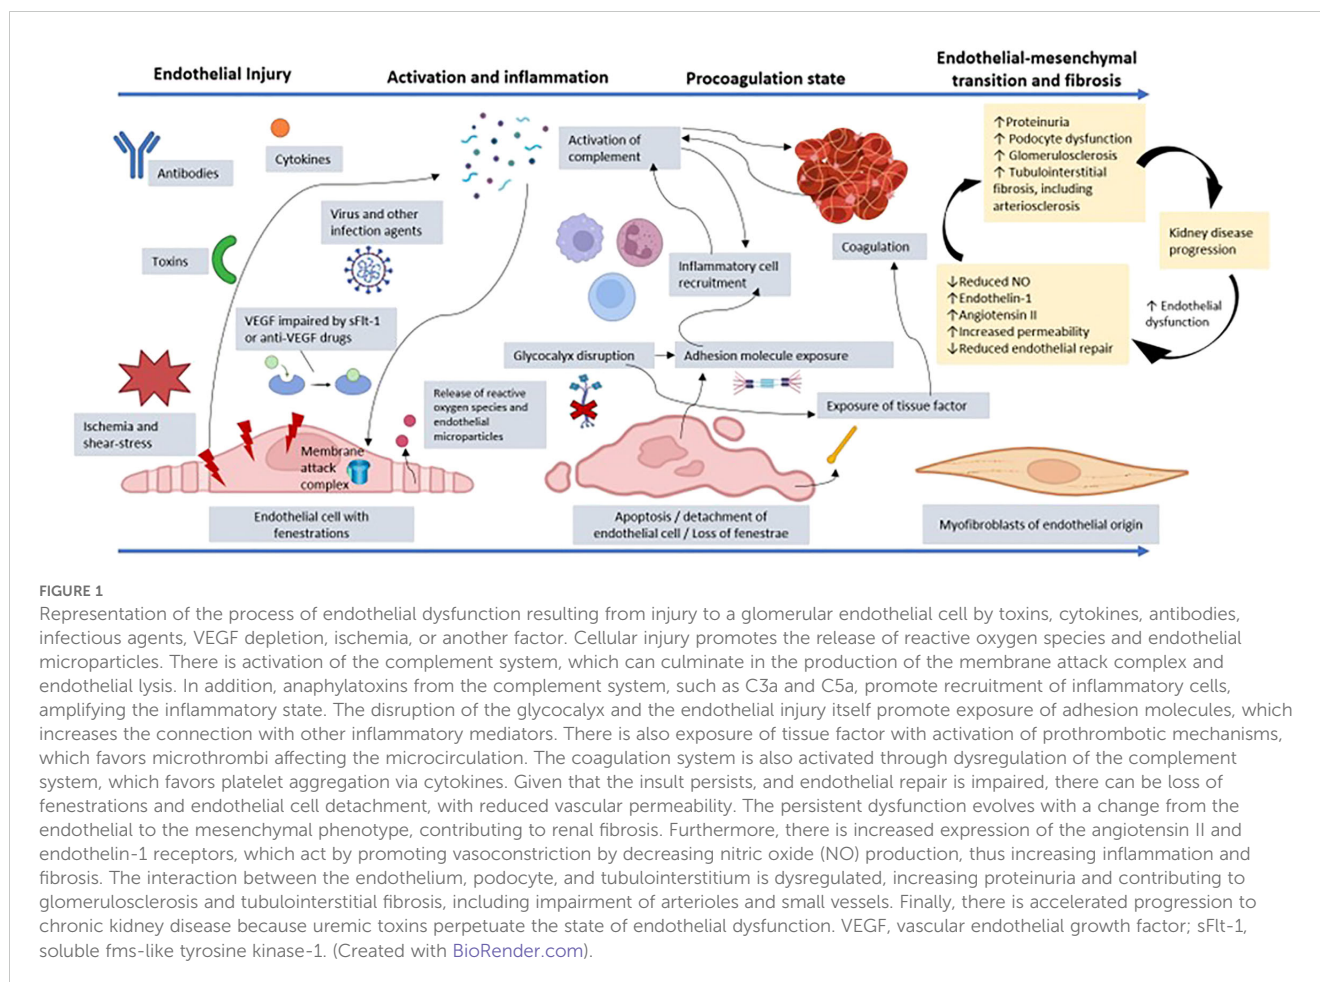 Endothelial Injury
Activation and inflammation
Procoagulation state
Endothelial-mesenchymal
transition and fibrosis
Antibodies
Cytokines
Toxins
Virus and other
infection agents
VEGF impaired by sFlt-1
or anti-VEGF drugs
Ischemia and
shear-stress
Membrane
attack
complex
Release of reactive
oxygen species and
endothelial
microparticles
Endothelial cell with
fenestrations
Activation of
complement
Inflammatory cell
recruitment
Glycocalyx disruption
Adhesion molecule exposure
Coagulation
Exposure of tissue factor
Apoptosis / detachment of
endothelial cell / Loss of fenestrae
↑Proteinuria
↑ Podocyte dysfunction
↑ Glomerulosclerosis
↑ Tubulointerstitial
fibrosis, including
arteriosclerosis
Kidney disease
progression
↓Reduced NO
↑Endothelin-1
↑Angiotensin II
↑Increased permeability
↓Reduced endothelial repair
↑ Endothelial
dysfunction
Myofibroblasts of endothelial origin
FIGURE 1
Representation of the process of endothelial dysfunction resulting from injury to a glomerular endothelial cell by toxins, cytokines, antibodies,
infectious agents, VEGF depletion, ischemia, or another factor. Cellular injury promotes the release of reactive oxygen species and endothelial
microparticles. There is activation of the complement system, which can culminate in the production of the membrane attack complex and
endothelial lysis. In addition, anaphylatoxins from the complement system, such as C3a and C5a, promote recruitment of inflammatory cells,
amplifying the inflammatory state. The disruption of the glycocalyx and the endothelial injury itself promote exposure of adhesion molecules, which
increases the connection with other inflammatory mediators. There is also exposure of tissue factor with activation of prothrombotic mechanisms,
which favors microthrombi affecting the microcirculation. The coagulation system is also activated through dysregulation of the complement
system, which favors platelet aggregation via cytokines. Given that the insult persists, and endothelial repair is impaired, there can be loss of
fenestrations and endothelial cell detachment, with reduced vascular permeability. The persistent dysfunction evolves with a change from the
endothelial to the mesenchymal phenotype, contributing to renal fibrosis. Furthermore, there is increased expression of the angiotensin II and
endothelin-1 receptors, which act by promoting vasoconstriction by decreasing nitric oxide (NO) production, thus increasing inflammation and
fibrosis. The interaction between the endothelium, podocyte, and tubulointerstitium is dysregulated, increasing proteinuria and contributing to
glomerulosclerosis and tubulointerstitial fibrosis, including impairment of arterioles and small vessels. Finally, there is accelerated progression to
chronic kidney disease because uremic toxins perpetuate the state of endothelial dysfunction. VEGF, vascular endothelial growth factor; sFlt-1,
soluble fms-like tyrosine kinase-1. (Created with BioRender.com).